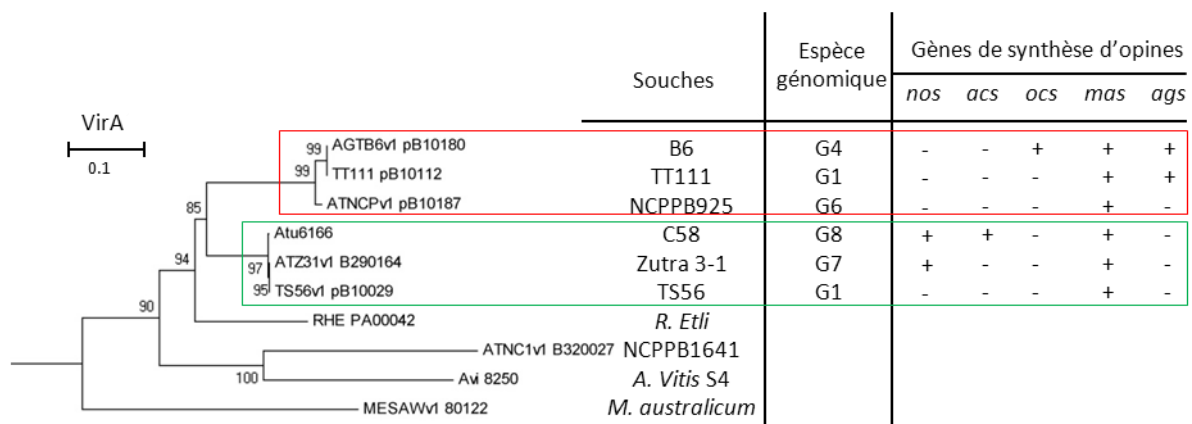 Espèce génomique
Gènes de synthèse d'opines
Souches
nos acs ocs mas ags
VirA
0.1
99 AGTB6v1 pB10180 B6 G4 - - + + +
99 TT111 pB10112 TT111 G1 - - - + +
ATNCPv1 pB10187 NCPPB925 G6 - - - + -
85
Atu6166 C58 G8 + + - + -
94 97 ATZ31v1 B290164 Zutra 3-1 G7 + - - + -
95 TS56v1 pB10029 TS56 G1 - - - + -
90
RHE PA00042 R. Etli
ATNC1v1 B320027 NCPPB1641
100 Avi 8250 A. Vitis S4
MESAWv1 80122 M. australicum